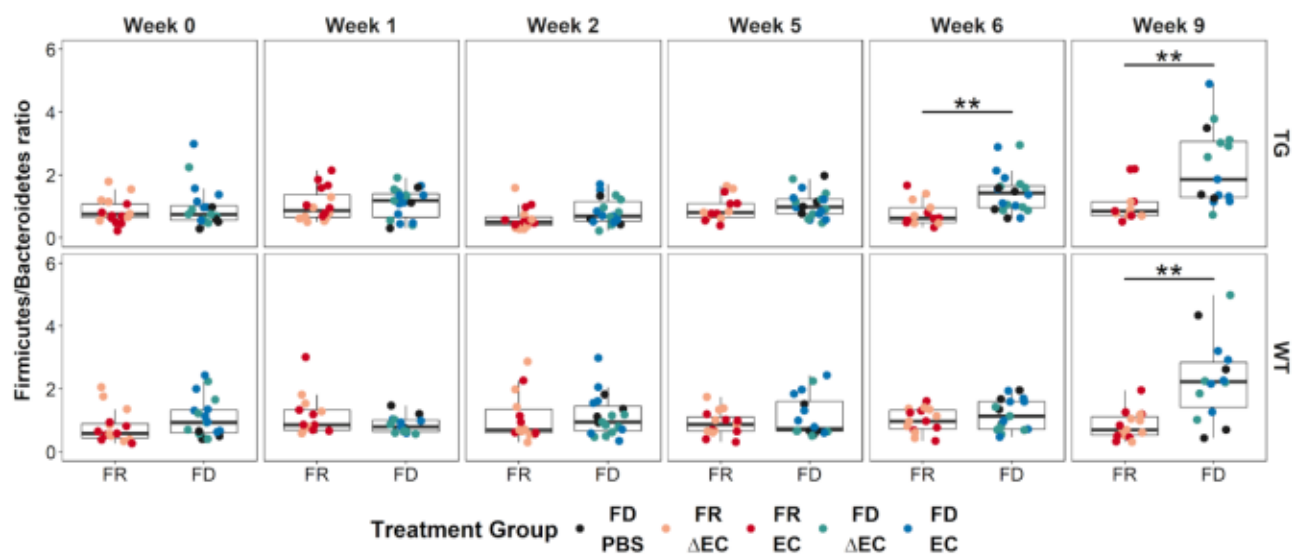 Week 0 Week 1 Week 2 Week 5 Week 6 Week 9
Firmicutes/Bacteroidetes ratio
6
4
2
0
** **
TG
6
4
2
0
**
WT
FR FD FR FD FR FD FR FD FR FD FR FD
Treatment Group
FD PBS
FR ΔEC
FR EC
FD ΔEC
FD EC